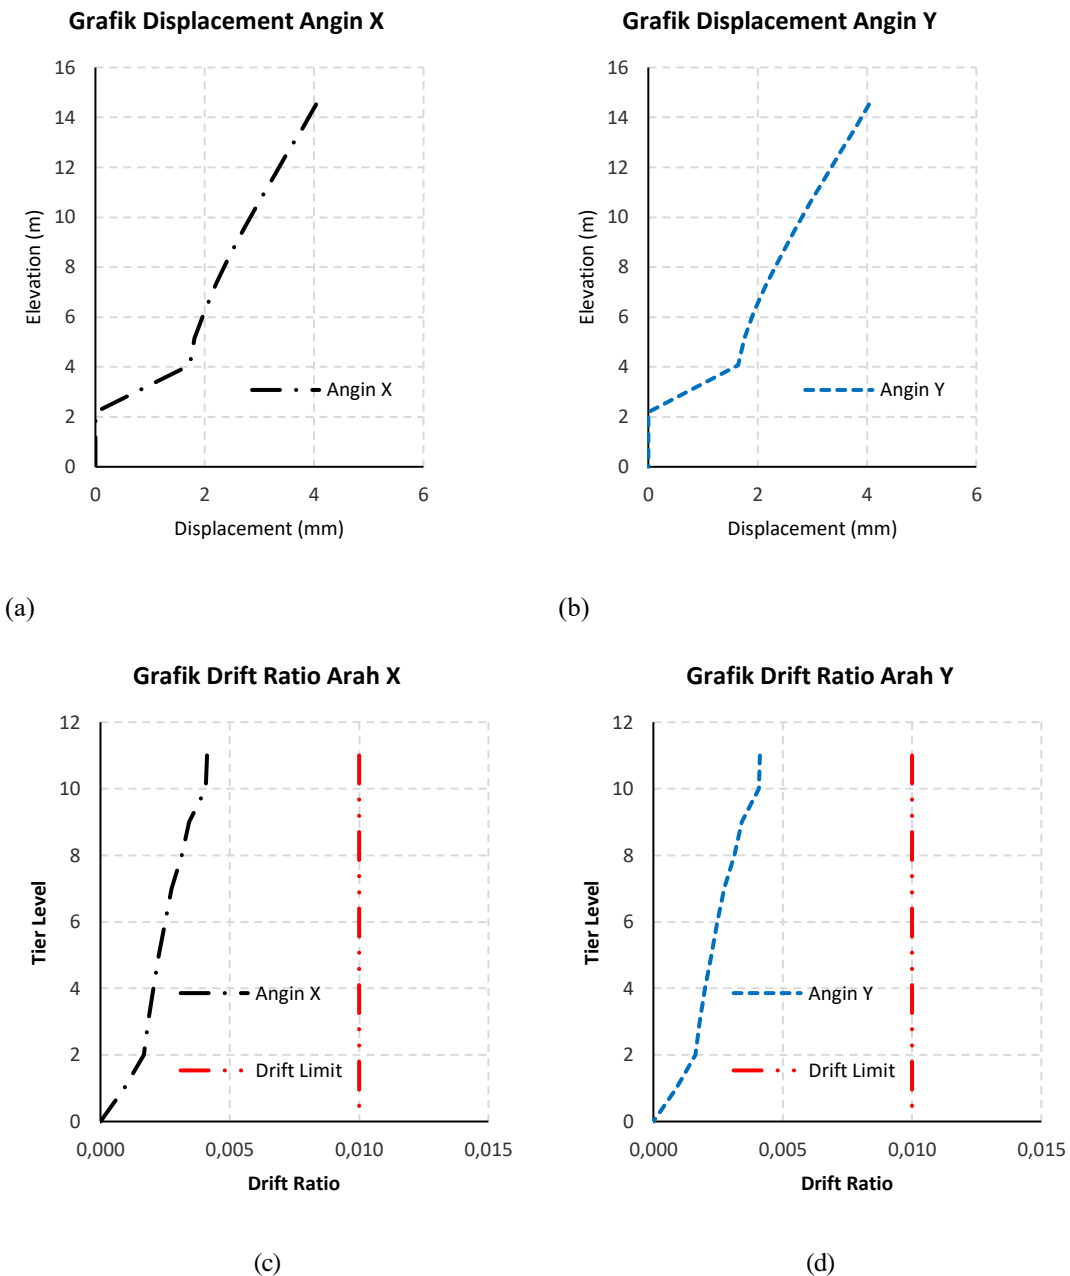 Grafik Displacement Angin X
16
14
12
10
8
6
4
2
0
Elevation (m)
Angin X
0 2 4 6
Displacement (mm)
(a)
Grafik Displacement Angin Y
16
14
12
10
8
6
4
2
0
Elevation (m)
Angin Y
0 2 4 6
Displacement (mm)
(b)
Grafik Drift Ratio Arah X
12
10
8
6
4
2
0
Tier Level
Angin X
Drift Limit
0,000 0,005 0,010 0,015
Drift Ratio
(c)
Grafik Drift Ratio Arah Y
12
10
8
6
4
2
0
Tier Level
Angin Y
Drift Limit
0,000 0,005 0,010 0,015
Drift Ratio
(d)